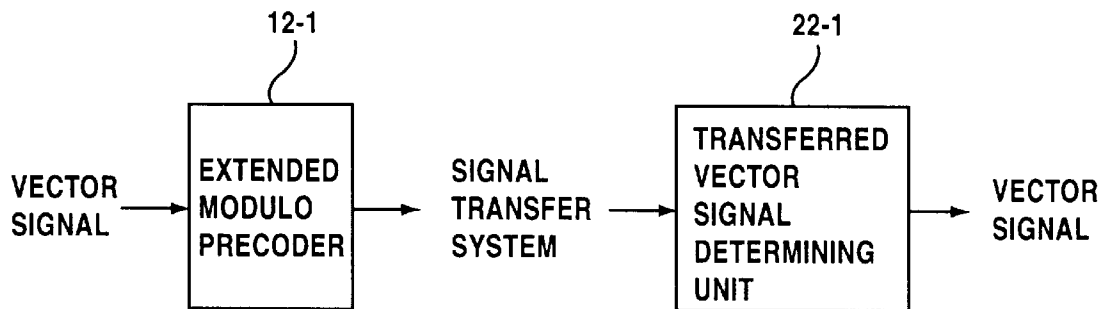 12-1
22-1
VECTOR
SIGNAL
EXTENDED
MODULO
PRECODER
SIGNAL
TRANSFER
SYSTEM
TRANSFERRED
VECTOR
SIGNAL
DETERMINING
UNIT
VECTOR
SIGNAL